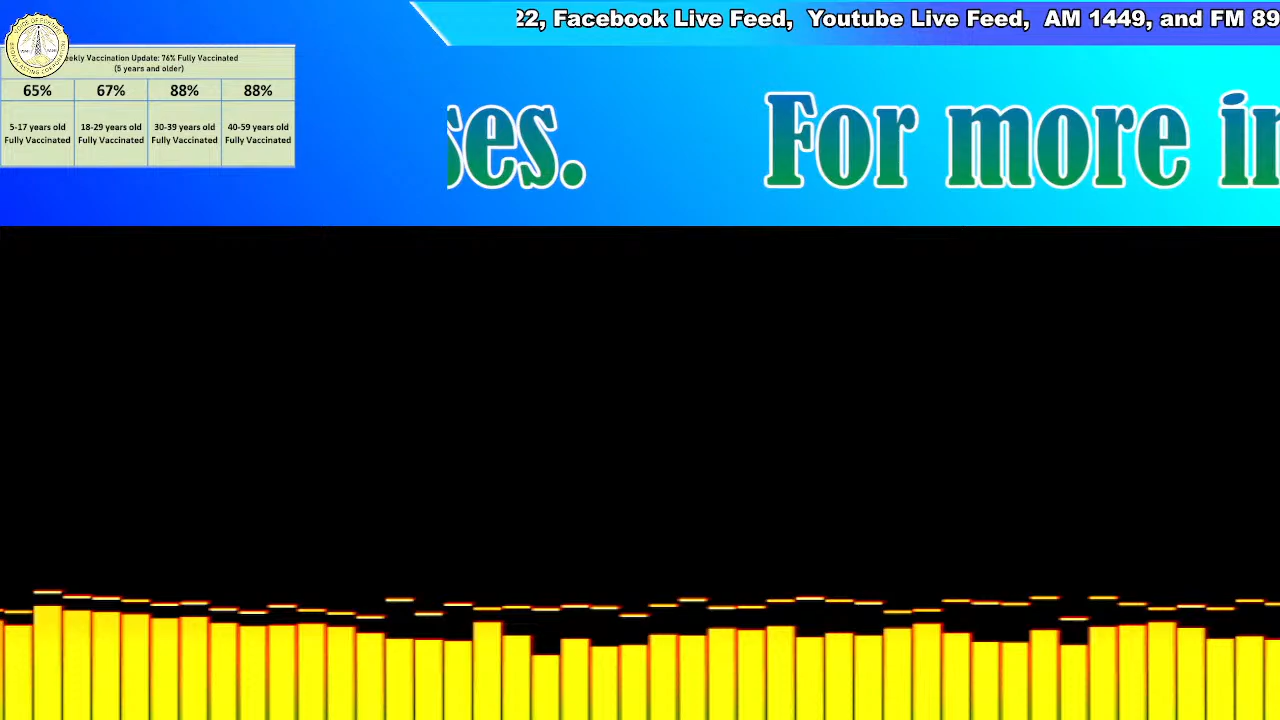 22, Facebook Live Feed, Youtube Live Feed, AM 1449, and FM 89
Weekly Vaccination Update: 76% Fully Vaccinated
(5 years and older)
65% 67% 88% 88%
5-17 years old 18-29 years old 30-39 years old 40-59 years old
Fully Vaccinated Fully Vaccinated Fully Vaccinated Fully Vaccinated
ses. For more in